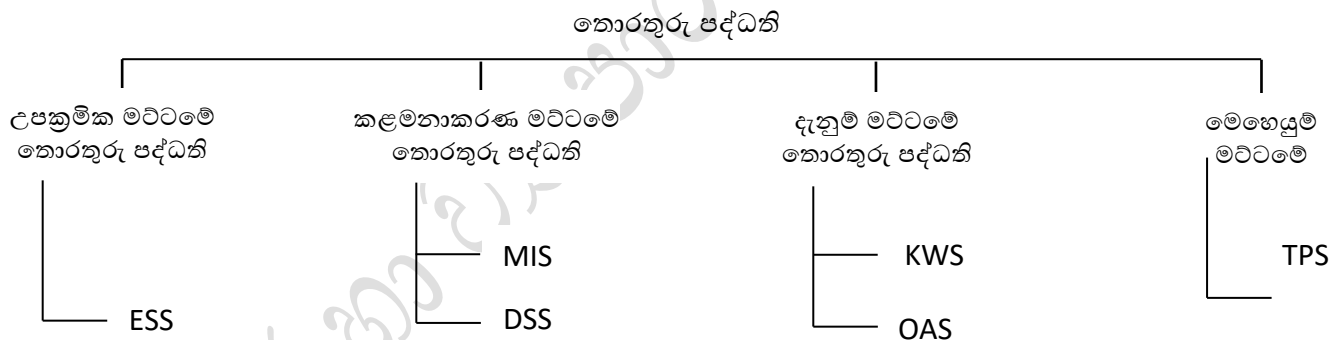 තොරතුරු පද්ධති
උපක්‍රමික මට්ටමේ
තොරතුරු පද්ධති
කළමනාකරණ මට්ටමේ
තොරතුරු පද්ධති
දැනුම් මට්ටමේ
තොරතුරු පද්ධති
මෙහෙයුම්
මට්ටමේ
MIS
KWS
TPS
ESS
DSS
OAS